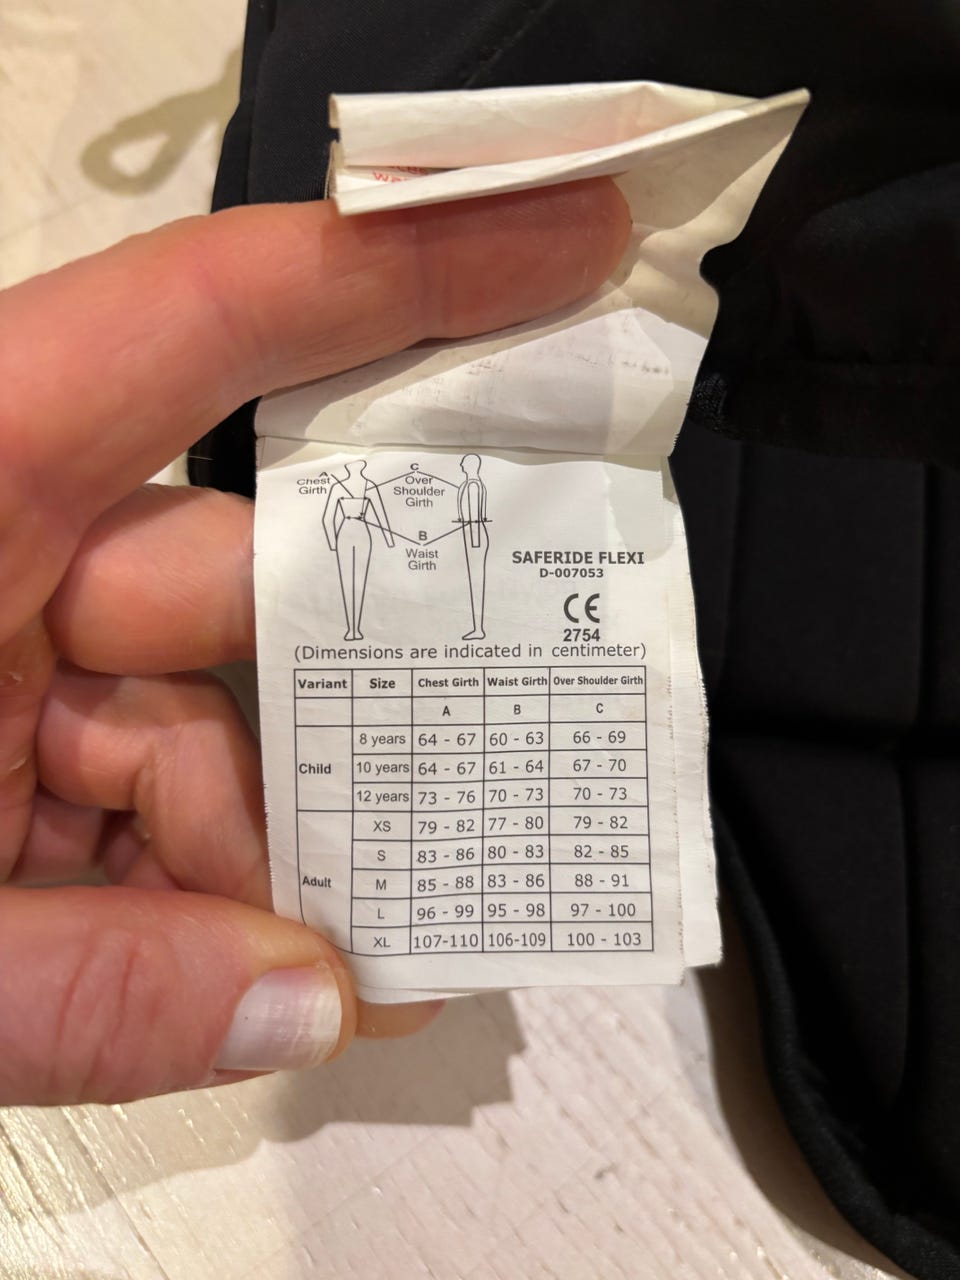 A
Chest
Girth
C
Over
Shoulder
Girth
B
Waist
Girth
SAFERIDE FLEXI
D-007053
CE
2754
(Dimensions are indicated in centimeter)
Variant Size Chest Girth Waist Girth Over Shoulder Girth
A B C
Child
8 years 64 - 67 60 - 63 66 - 69
10 years 64 - 67 61 - 64 67 - 70
12 years 73 - 76 70 - 73 70 - 73
Adult
XS 79 - 82 77 - 80 79 - 82
S 83 - 86 80 - 83 82 - 85
M 85 - 88 83 - 86 88 - 91
L 96 - 99 95 - 98 97 - 100
XL 107-110 106-109 100 - 103